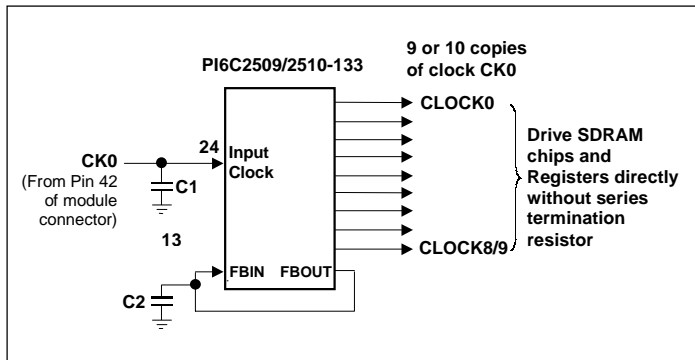 PI6C2509/2510-133
9 or 10 copies
of clock CK0
CLOCK0
24
Input
Clock
CK0
(From Pin 42
of module
connector)
C1
Drive SDRAM
chips and
Registers directly
without series
termination
resistor
13
CLOCK8/9
FBIN
FBOUT
C2